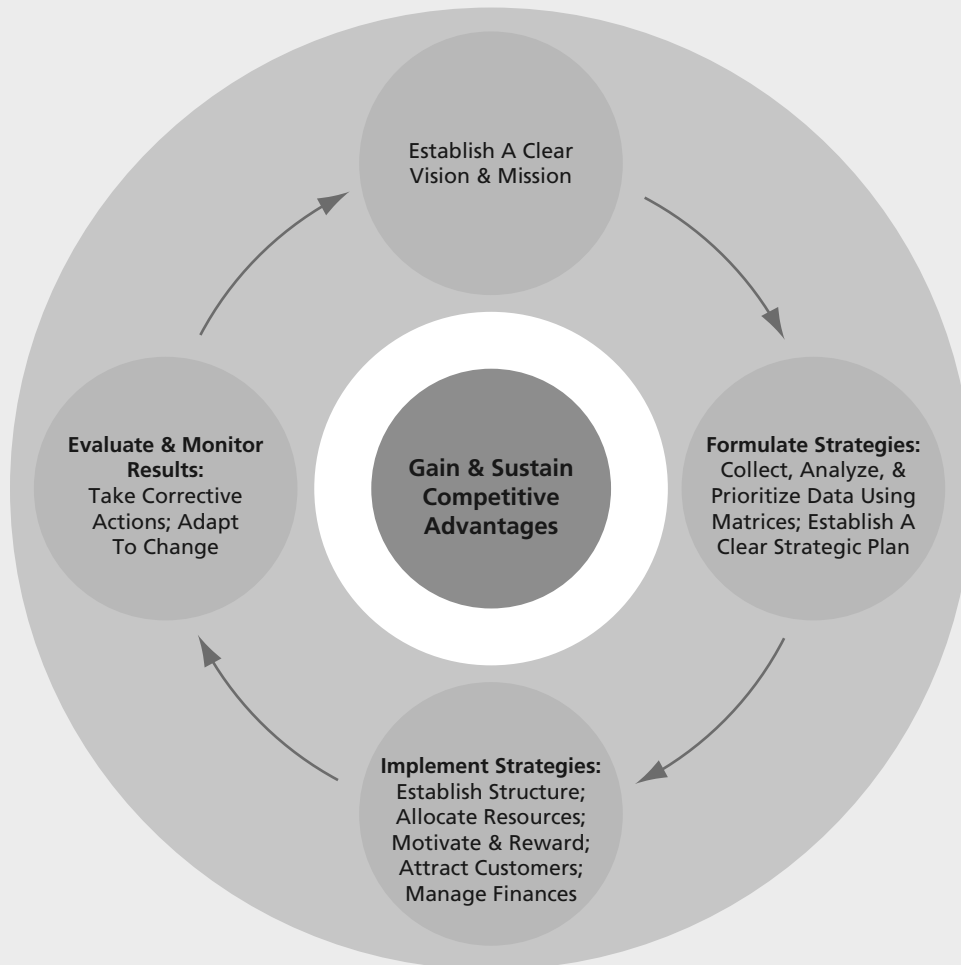 Establish A Clear
Vision & Mission
Formulate Strategies:
Collect, Analyze, &
Prioritize Data Using
Matrices; Establish A
Clear Strategic Plan
Implement Strategies:
Establish Structure;
Allocate Resources;
Motivate & Reward;
Attract Customers;
Manage Finances
Evaluate & Monitor
Results:
Take Corrective
Actions; Adapt
To Change
Gain & Sustain
Competitive
Advantages